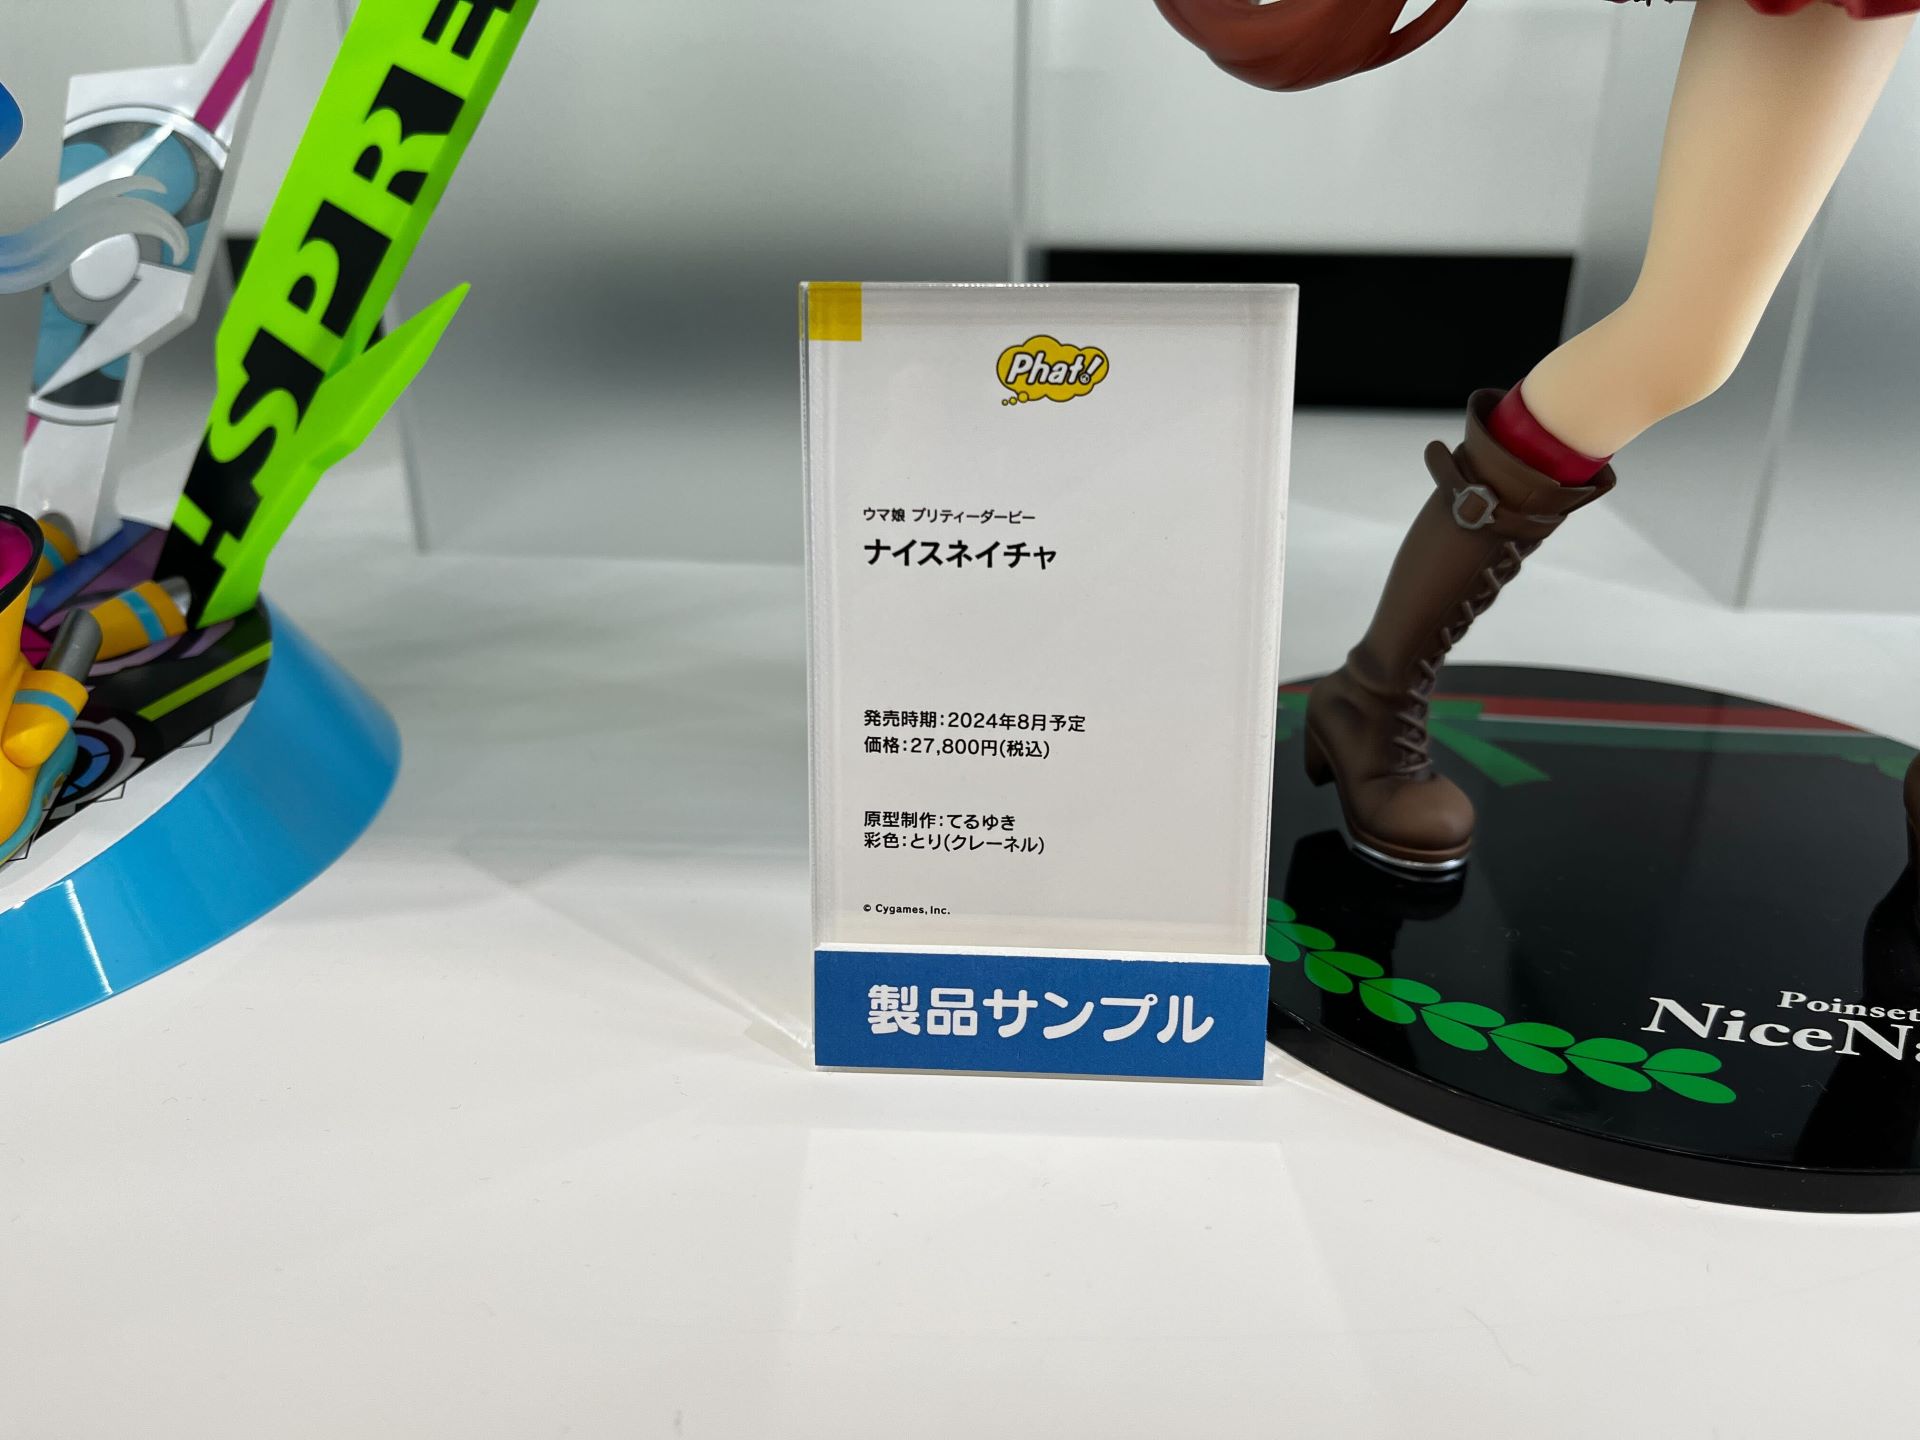 Phat!
ウマ娘 プリティーダービー
ナイスネイチャ
発売時期:2024年8月予定
価格:27,800円(税込)
原型制作:てるゆき
彩色:とり(クレーネル)
© Cygames, Inc.
製品サンプル